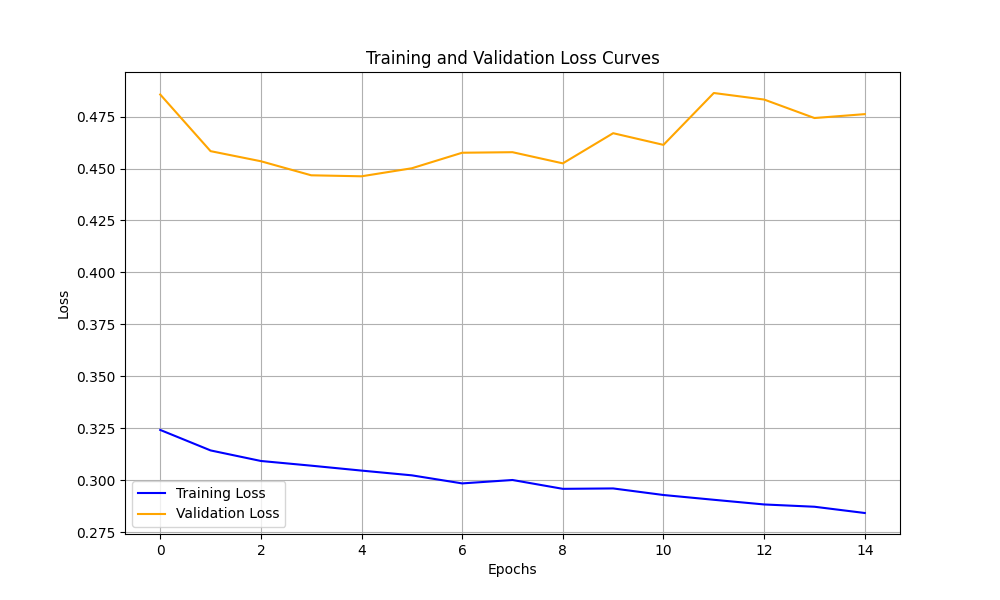 Training and Validation Loss Curves
Loss
0.475
0.450
0.425
0.400
0.375
0.350
0.325
0.300
0.275
Training Loss
Validation Loss
0 2 4 6 8 10 12 14
Epochs